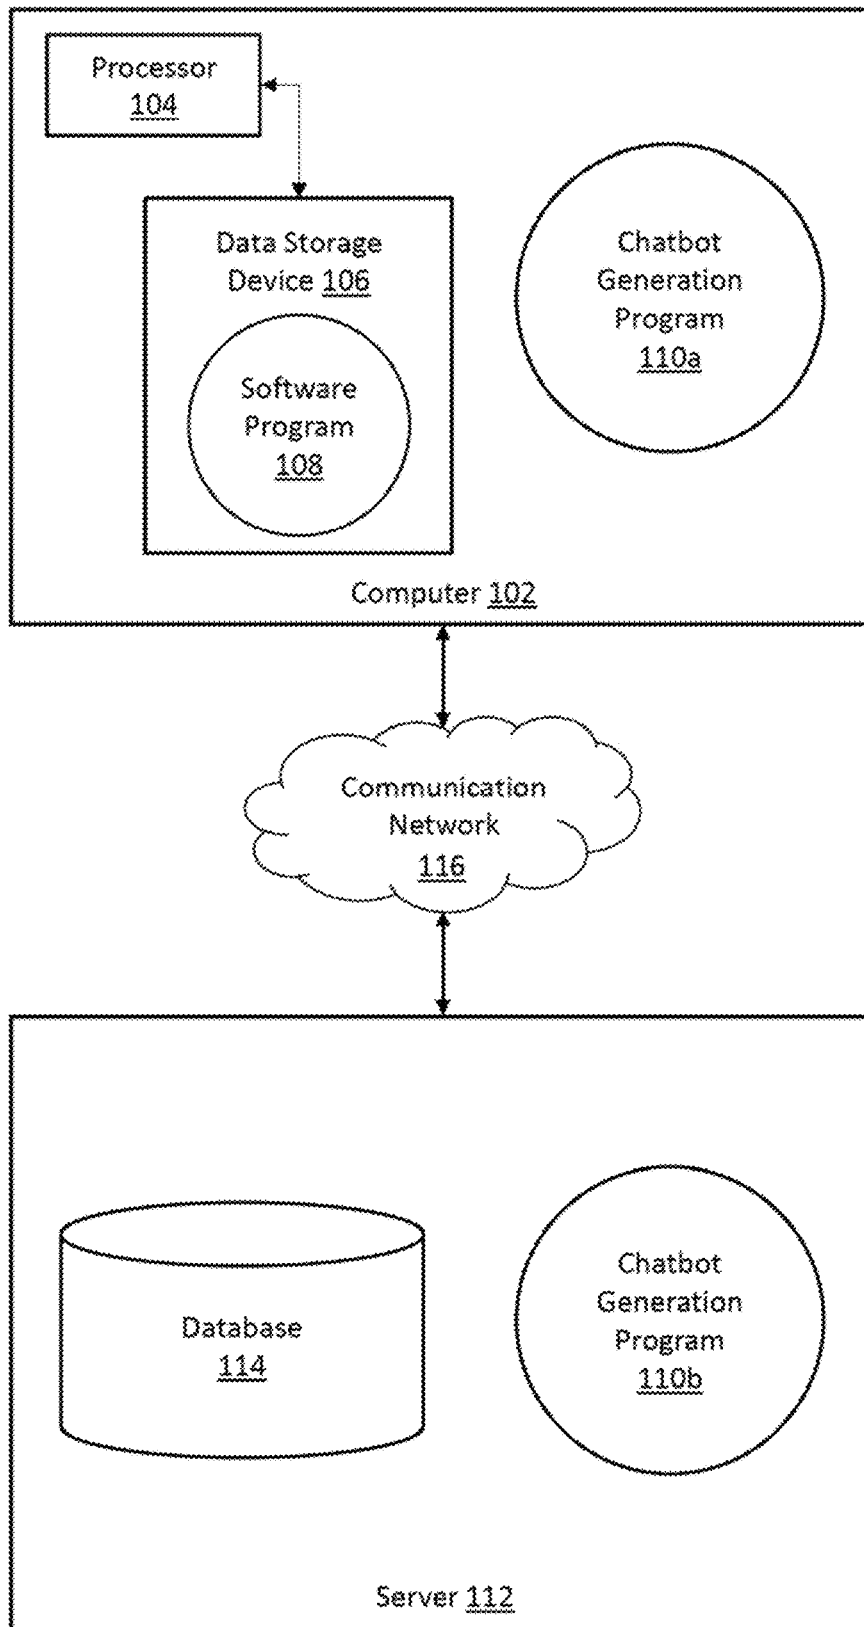 Processor
104
Data Storage
Device 106
Software
Program
108
Chatbot
Generation
Program
110a
Computer 102
Communication
Network
116
Database
114
Chatbot
Generation
Program
110b
Server 112